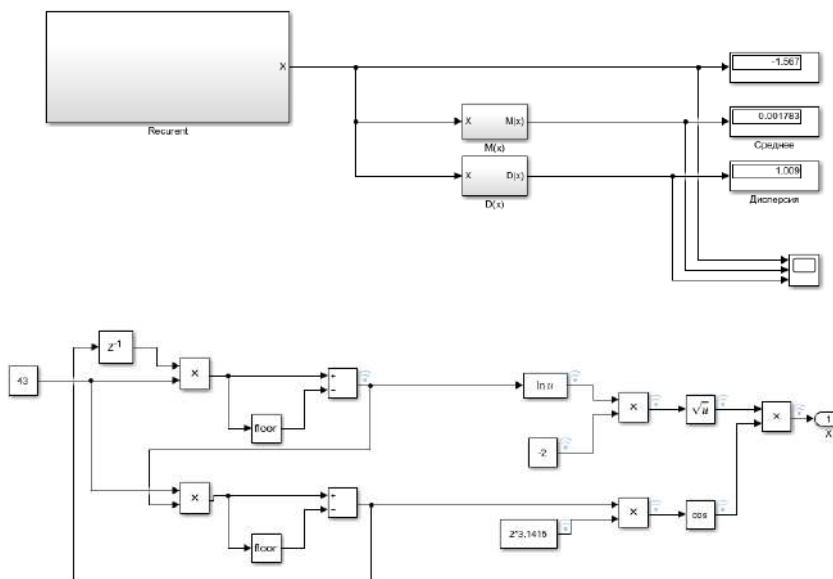 X
Recurent
-1.567
X M(x)
M(x)
0.001783
Среднее
X D(x)
D(x)
1.009
Дисперсия
Z-1
43
×
+
−
floor
ln u
-2
×
√u
×
1
X
×
+
−
floor
2*3.1415
×
cos